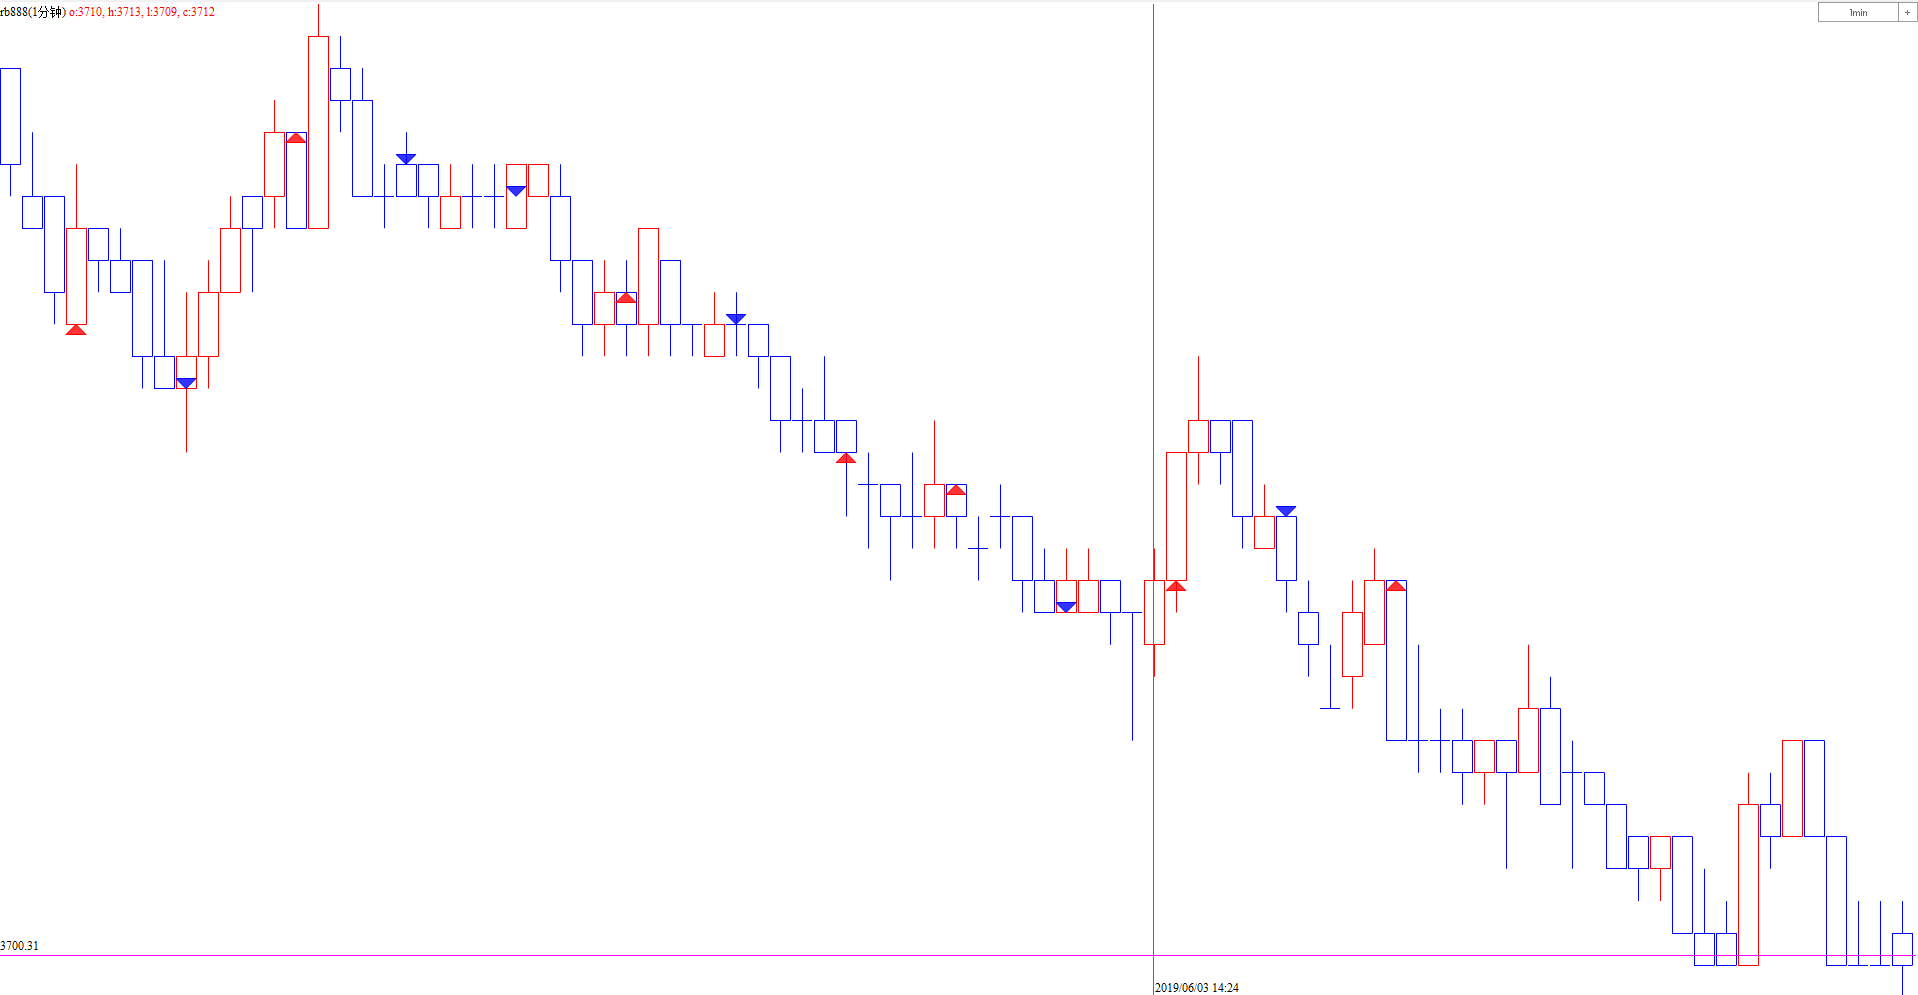 rb888(1分钟) o:3710, h:3713, l:3709, c:3712
1min +
3700.31
2019/06/03 14:24